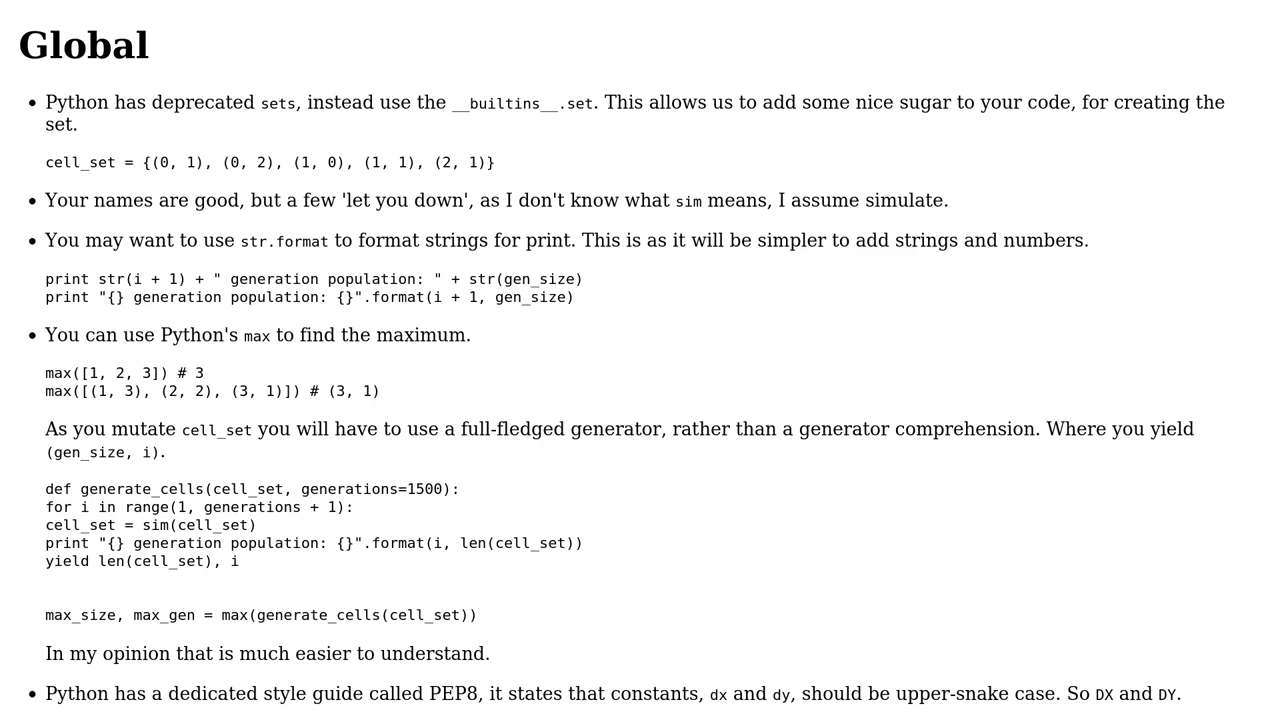 Global
• Python has deprecated sets, instead use the __builtins__.set. This allows us to add some nice sugar to your code, for creating the
set.
cell_set = {(0, 1), (0, 2), (1, 0), (1, 1), (2, 1)}
• Your names are good, but a few 'let you down', as I don't know what sim means, I assume simulate.
• You may want to use str.format to format strings for print. This is as it will be simpler to add strings and numbers.
print str(i + 1) + " generation population: " + str(gen_size)
print "{} generation population: {}".format(i + 1, gen_size)
• You can use Python's max to find the maximum.
max([1, 2, 3]) # 3
max([(1, 3), (2, 2), (3, 1)]) # (3, 1)
As you mutate cell_set you will have to use a full-fledged generator, rather than a generator comprehension. Where you yield
(gen_size, i).
def generate_cells(cell_set, generations=1500):
for i in range(1, generations + 1):
cell_set = sim(cell_set)
print "{} generation population: {}".format(i, len(cell_set))
yield len(cell_set), i
max_size, max_gen = max(generate_cells(cell_set))
In my opinion that is much easier to understand.
• Python has a dedicated style guide called PEP8, it states that constants, dx and dy, should be upper-snake case. So DX and DY.